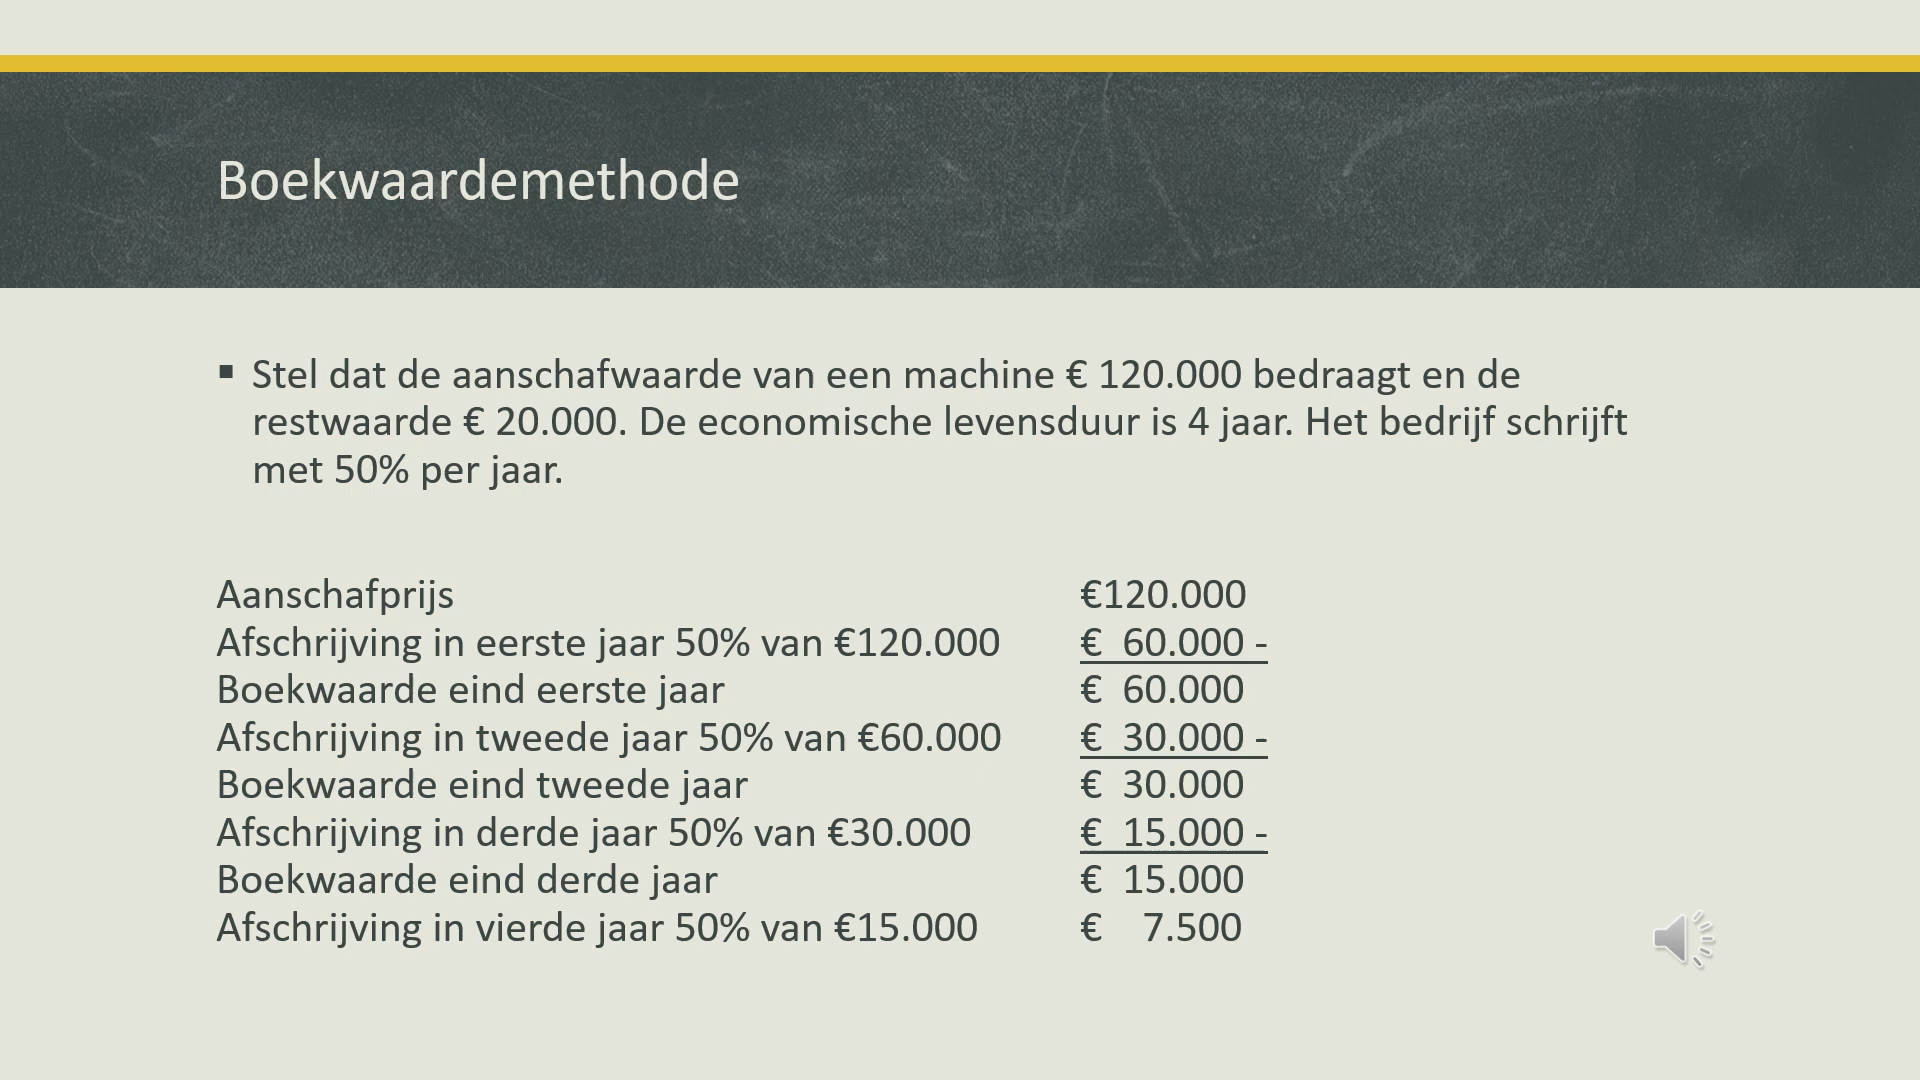 Boekwaardemethode
▪ Stel dat de aanschafwaarde van een machine € 120.000 bedraagt en de
restwaarde € 20.000. De economische levensduur is 4 jaar. Het bedrijf schrijft
met 50% per jaar.
Aanschafprijs €120.000
Afschrijving in eerste jaar 50% van €120.000 € 60.000 -
Boekwaarde eind eerste jaar € 60.000
Afschrijving in tweede jaar 50% van €60.000 € 30.000 -
Boekwaarde eind tweede jaar € 30.000
Afschrijving in derde jaar 50% van €30.000 € 15.000 -
Boekwaarde eind derde jaar € 15.000
Afschrijving in vierde jaar 50% van €15.000 € 7.500